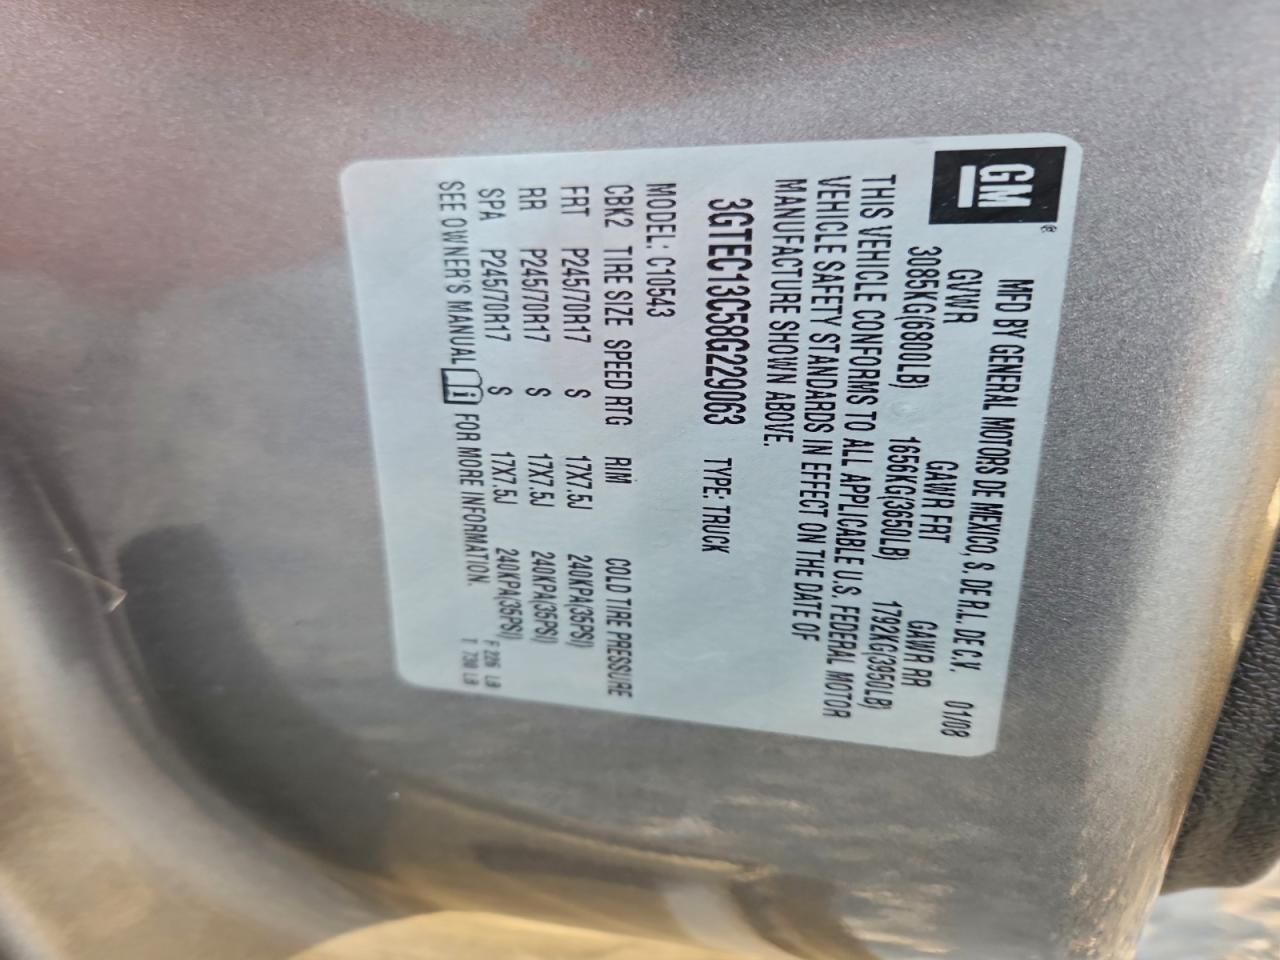 GM®
MFD BY GENERAL MOTORS DE MEXICO, S. DE R.L. DE C.V. 01/08
GVWR GAWR FRT GAWR RR
3085KG(6800LB) 1656KG(3650LB) 1792KG(3950LB)
THIS VEHICLE CONFORMS TO ALL APPLICABLE U.S. FEDERAL MOTOR
VEHICLE SAFETY STANDARDS IN EFFECT ON THE DATE OF
MANUFACTURE SHOWN ABOVE.
3GTEC13C58G229063 TYPE: TRUCK
MODEL: C10543
CBK2 TIRE SIZE SPEED RTG RIM COLD TIRE PRESSURE
FRT P245/70R17 S 17X7.5J 240KPA(35PSI)
RR P245/70R17 S 17X7.5J 240KPA(35PSI)
SPA P245/70R17 S 17X7.5J 240KPA(35PSI)
SEE OWNER'S MANUAL i FOR MORE INFORMATION.
F 226 LB
T 730 LB